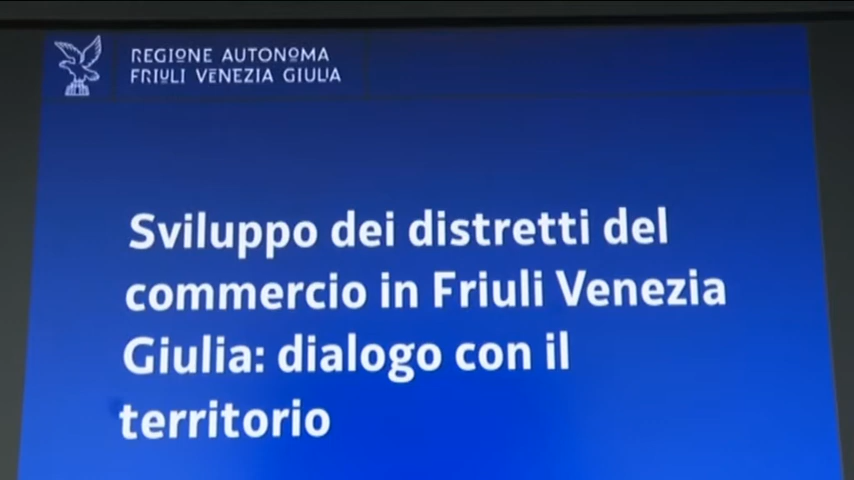 REGIONE AUTONOMA
FRIULI VENEZIA GIULIA
Sviluppo dei distretti del
commercio in Friuli Venezia
Giulia: dialogo con il
territorio